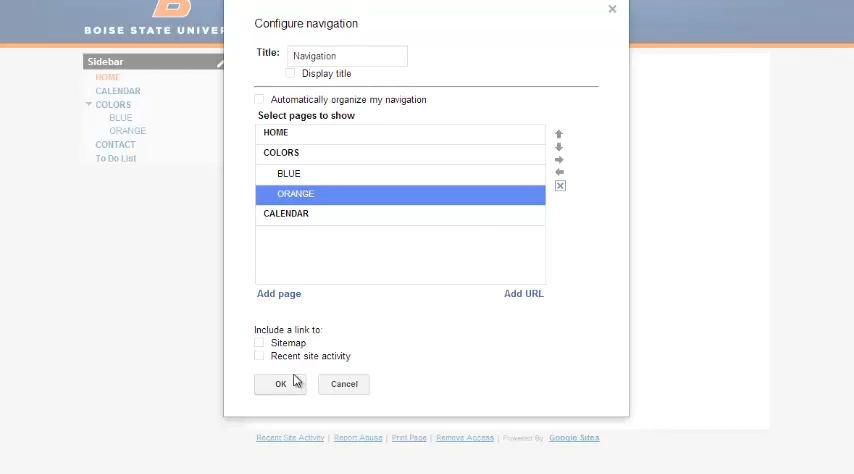 BOISE STATE UNIVER
Sidebar
HOME
CALENDAR
COLORS
BLUE
ORANGE
CONTACT
To Do List
Configure navigation
Title: Navigation
Display title
Automatically organize my navigation
Select pages to show
HOME
COLORS
BLUE
ORANGE
CALENDAR
Add page Add URL
Include a link to:
Sitemap
Recent site activity
OK Cancel
Recent Site Activity | Report Abuse | Print Page | Remove Access | Powered By Google Sites